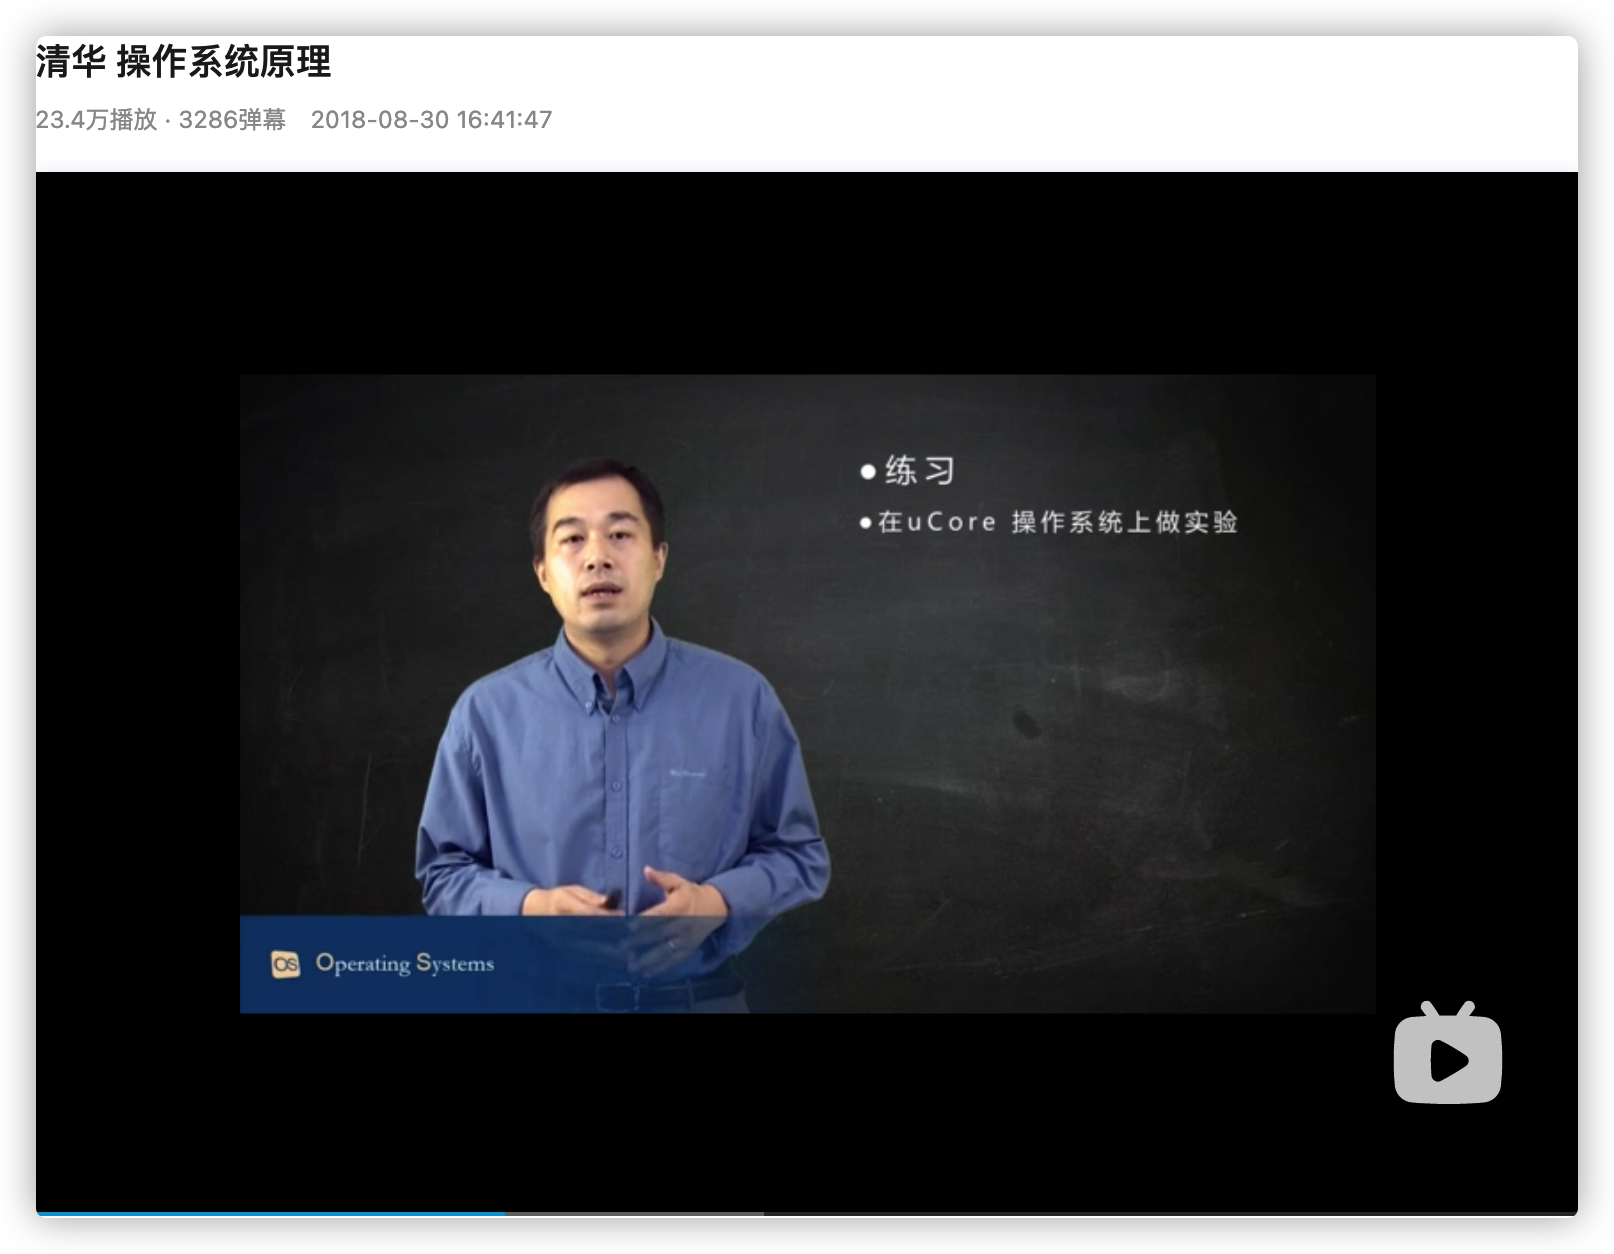 清华 操作系统原理
23.4万播放 · 3286弹幕 2018-08-30 16:41:47
●练习
●在uCore 操作系统上做实验
OS Operating Systems